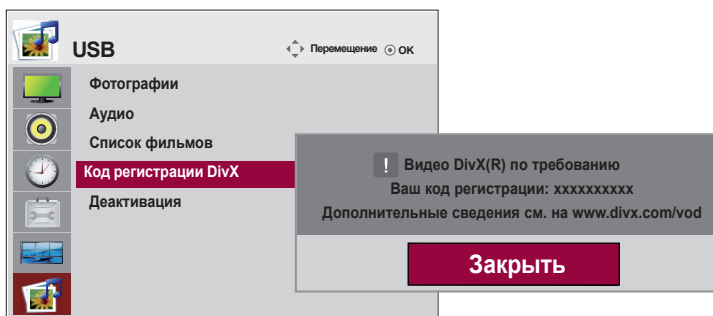 USB
Перемещение ОК
Фотографии
Аудио
Список фильмов
Код регистрации DivX
Деактивация
! Видео DivX(R) по требованию
Ваш код регистрации: xxxxxxxxxx
Дополнительные сведения см. на www.divx.com/vod
Закрыть